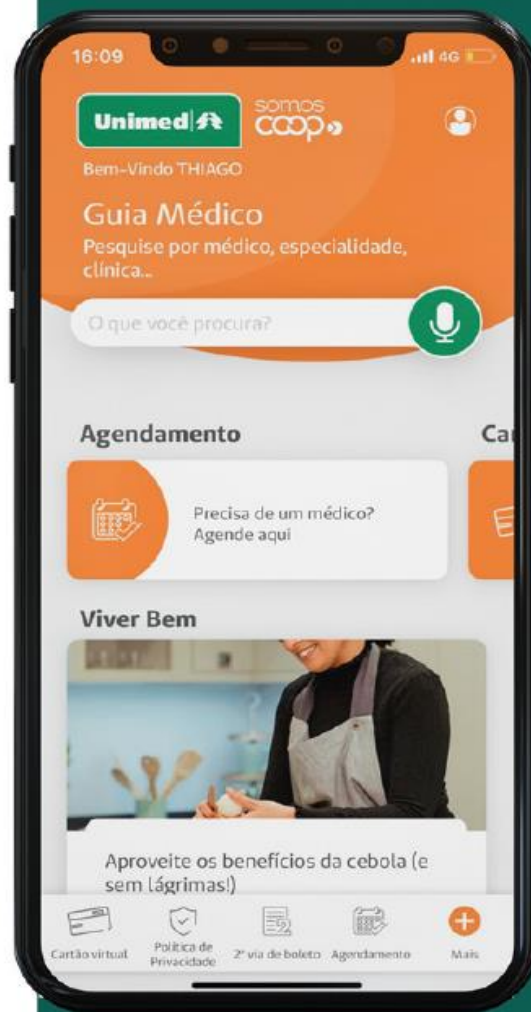 16:09
4G
Unimed
somos
coop
Bem-Vindo THIAGO
Guia Médico
Pesquise por médico, especialidade,
clínica...
O que você procura?
Agendamento
Car
Precisa de um médico?
Agende aqui
Viver Bem
Aproveite os benefícios da cebola (e
sem lágrimas!)
Cartão virtual
Política de
Privacidade
2ª via de boleto
Agendamento
Mais